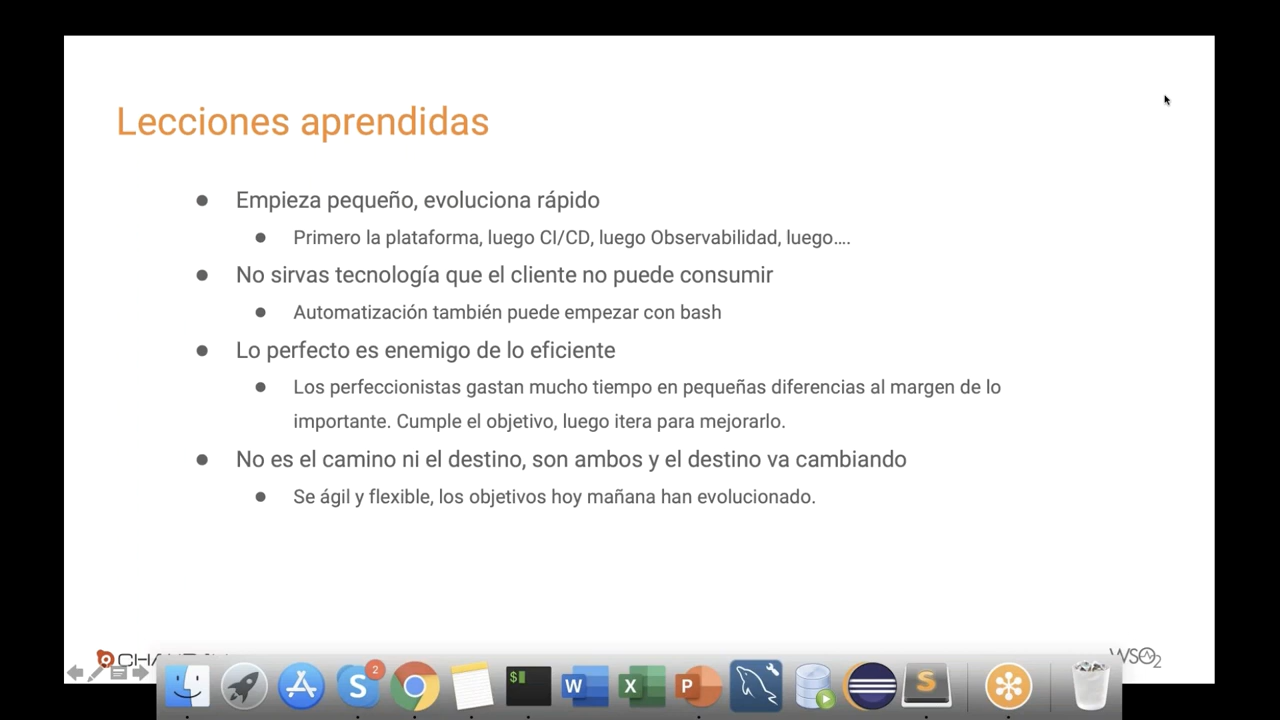 Lecciones aprendidas
Empieza pequeño, evoluciona rápido
Primero la plataforma, luego CI/CD, luego Observabilidad, luego....
No sirvas tecnología que el cliente no puede consumir
Automatización también puede empezar con bash
Lo perfecto es enemigo de lo eficiente
Los perfeccionistas gastan mucho tiempo en pequeñas diferencias al margen de lo
importante. Cumple el objetivo, luego itera para mejorarlo.
No es el camino ni el destino, son ambos y el destino va cambiando
Se ágil y flexible, los objetivos hoy mañana han evolucionado.
WSO2
2
S
$
W
X
P
S